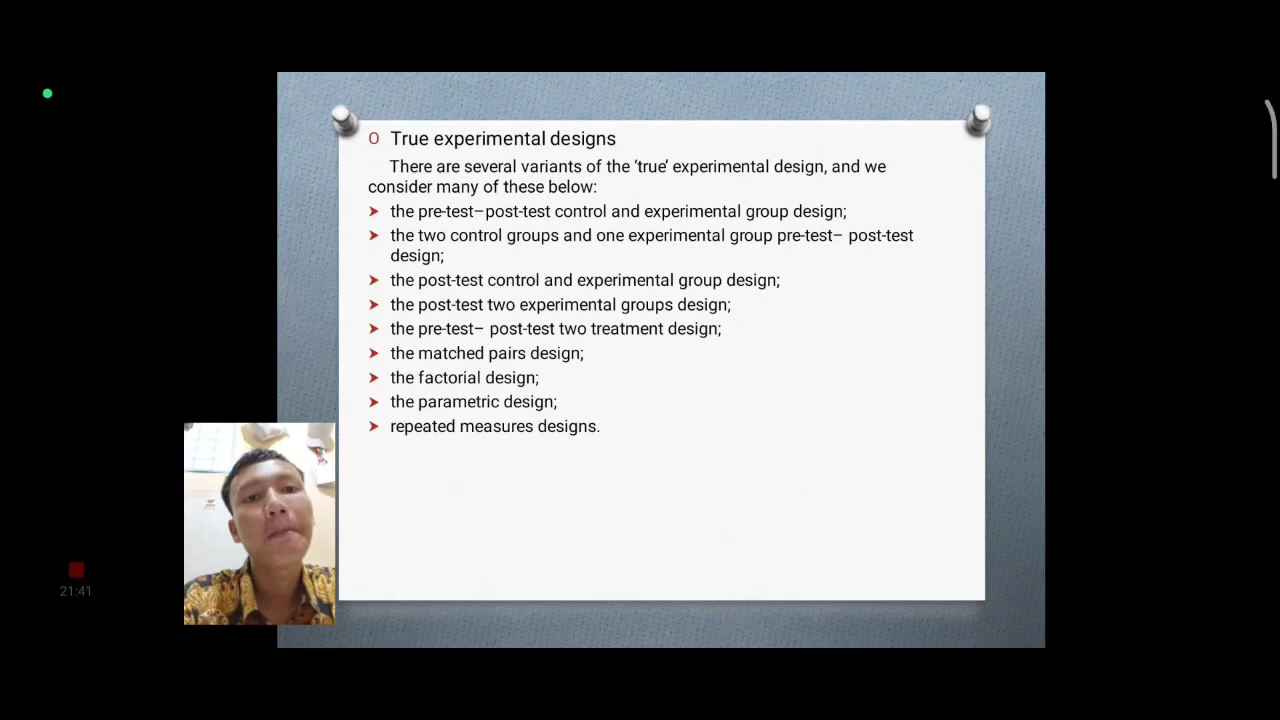 O True experimental designs
There are several variants of the ‘true’ experimental design, and we
consider many of these below:
➤ the pre-test–post-test control and experimental group design;
➤ the two control groups and one experimental group pre-test– post-test
design;
➤ the post-test control and experimental group design;
➤ the post-test two experimental groups design;
➤ the pre-test– post-test two treatment design;
➤ the matched pairs design;
➤ the factorial design;
➤ the parametric design;
➤ repeated measures designs.
21:41